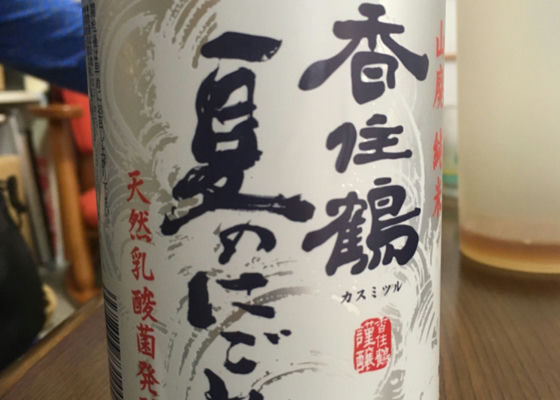 山廃純米
香住鶴
カスミツル
香住鶴
謹醸
夏のにご
天然乳酸菌発